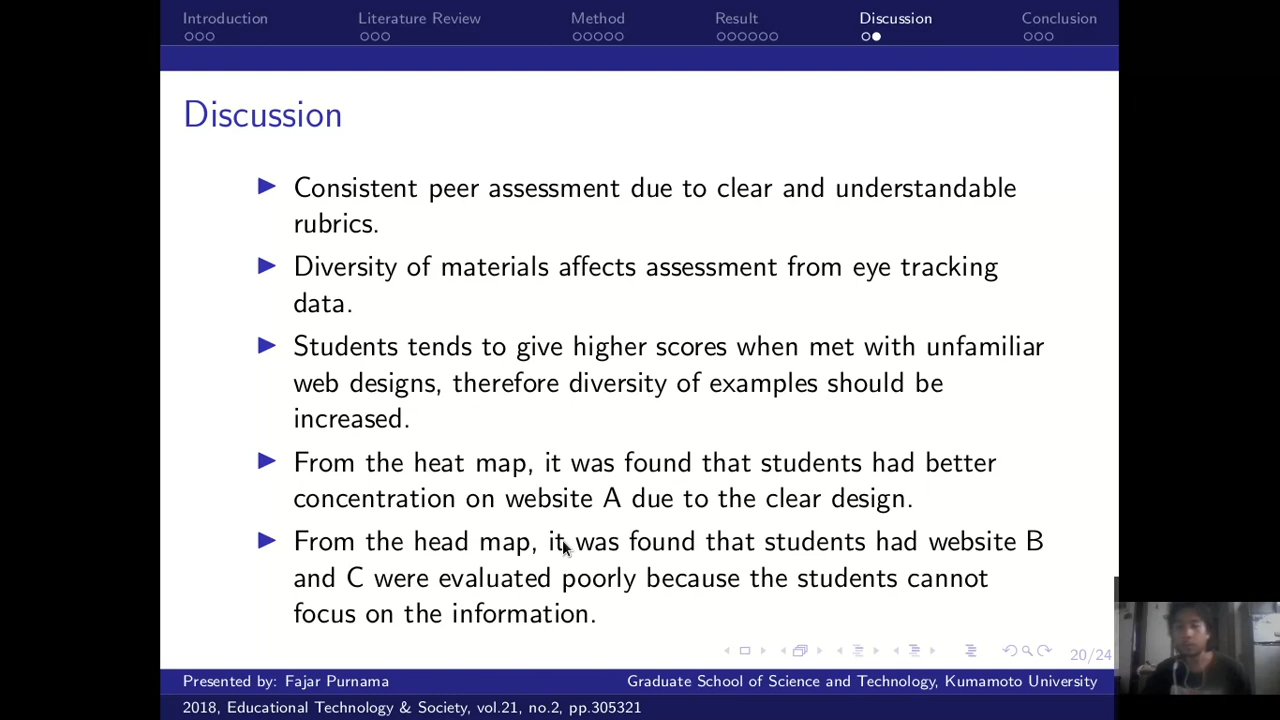 Introduction Literature Review Method Result Discussion Conclusion
Discussion
Consistent peer assessment due to clear and understandable
rubrics.
Diversity of materials affects assessment from eye tracking
data.
Students tends to give higher scores when met with unfamiliar
web designs, therefore diversity of examples should be
increased.
From the heat map, it was found that students had better
concentration on website A due to the clear design.
From the head map, it was found that students had website B
and C were evaluated poorly because the students cannot
focus on the information.
20/24
Presented by: Fajar Purnama Graduate School of Science and Technology, Kumamoto University
2018, Educational Technology & Society, vol.21, no.2, pp.305321